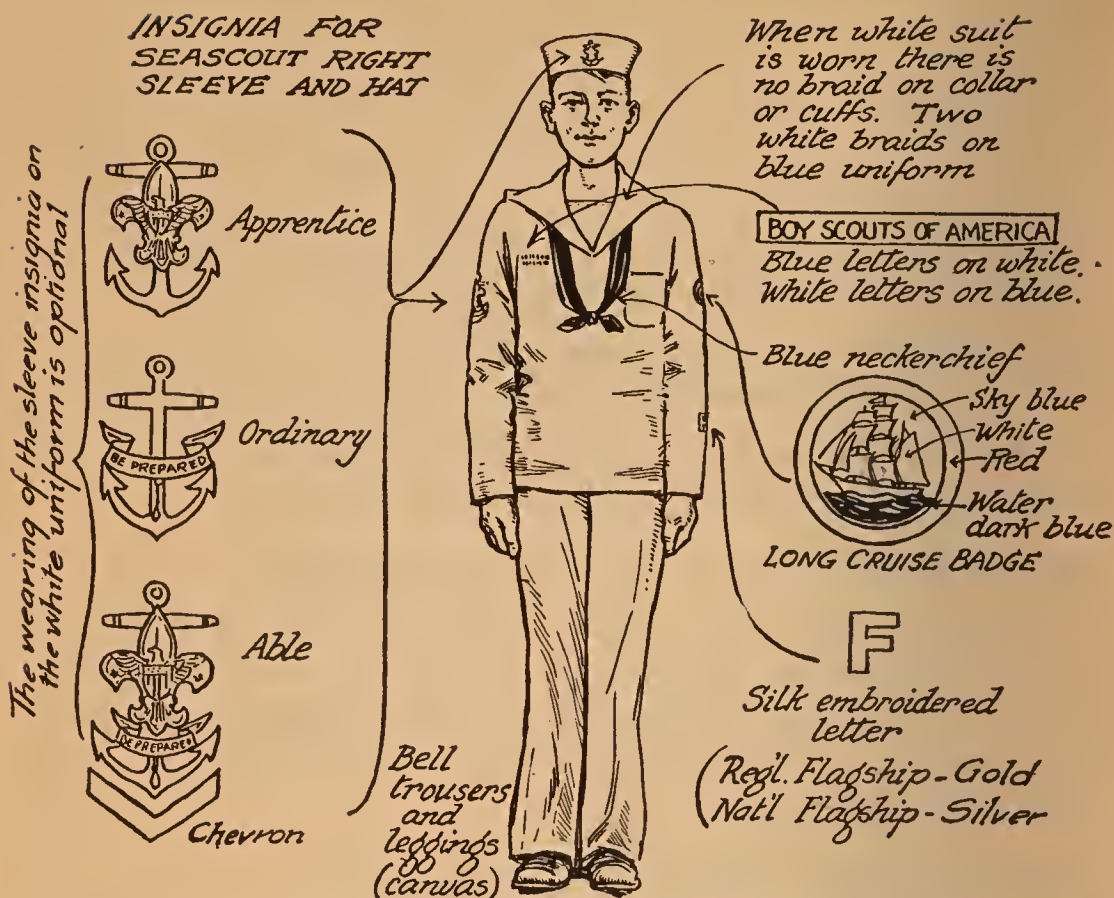 INSIGNIA FOR
SEASCOUT RIGHT
SLEEVE AND HAT
The wearing of the sleeve insignia on
the white uniform is optional
Apprentice
BE PREPARED
Ordinary
Able
BE PREPARED
Chevron
Bell
trousers
and
leggings
(canvas)
When white suit
is worn there is
no braid on collar
or cuffs. Two
white braids on
blue uniform
BOY SCOUTS OF AMERICA
Blue letters on white.
White letters on blue.
Blue neckerchief
Sky blue
White
Red
Water
dark blue
LONG CRUISE BADGE
F
Silk embroidered
letter
(Reg'l. Flagship - Gold
Nat'l Flagship - Silver